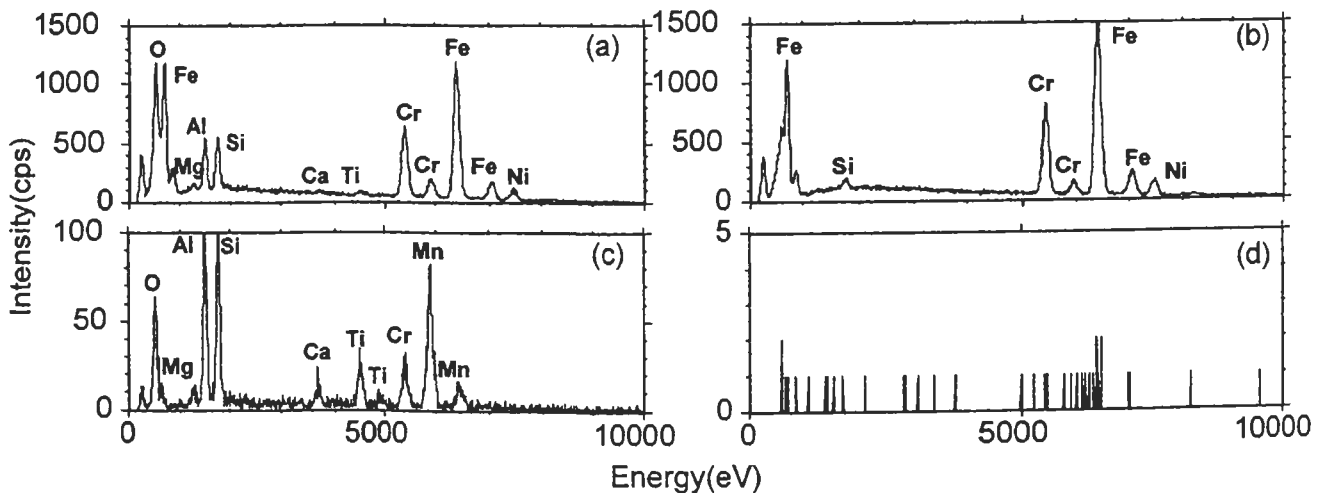 1500
1000
500
0
O
Fe
Mg
Al
Si
Ca
Ti
Cr
Cr
Fe
Fe
Ni
(a)
1500
1000
500
0
Fe
Si
Cr
Cr
Fe
Fe
Ni
(b)
100
50
0
O
Mg
Al
Si
Ca
Ti
Ti
Cr
Mn
Mn
(c)
0
5000
10000
5
0
(d)
0
5000
10000
Intensity(cps)
Energy(eV)